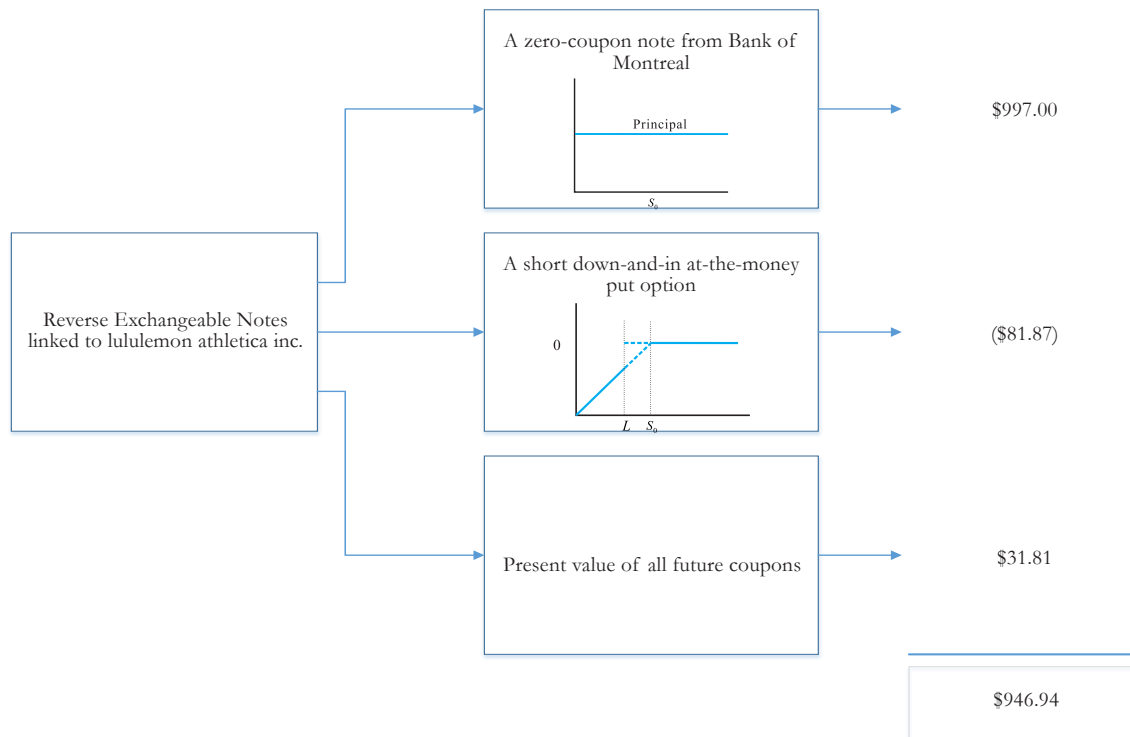 A zero-coupon note from Bank of
Montreal
Principal
S₀
$997.00
Reverse Exchangeable Notes
linked to lululemon athletica inc.
A short down-and-in at-the-money
put option
0
L S₀
($81.87)
Present value of all future coupons
$31.81
$946.94